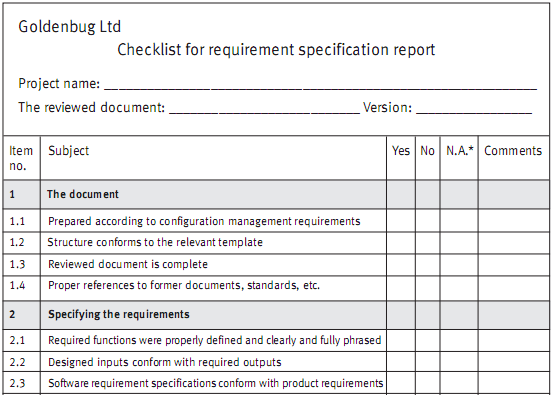 Goldenbug Ltd
Checklist for requirement specification report
Project name: ___________________________________________________
The reviewed document: _______________________ Version: ______________
Item no. Subject Yes No N.A.* Comments
1 The document
1.1 Prepared according to configuration management requirements
1.2 Structure conforms to the relevant template
1.3 Reviewed document is complete
1.4 Proper references to former documents, standards, etc.
2 Specifying the requirements
2.1 Required functions were properly defined and clearly and fully phrased
2.2 Designed inputs conform with required outputs
2.3 Software requirement specifications conform with product requirements